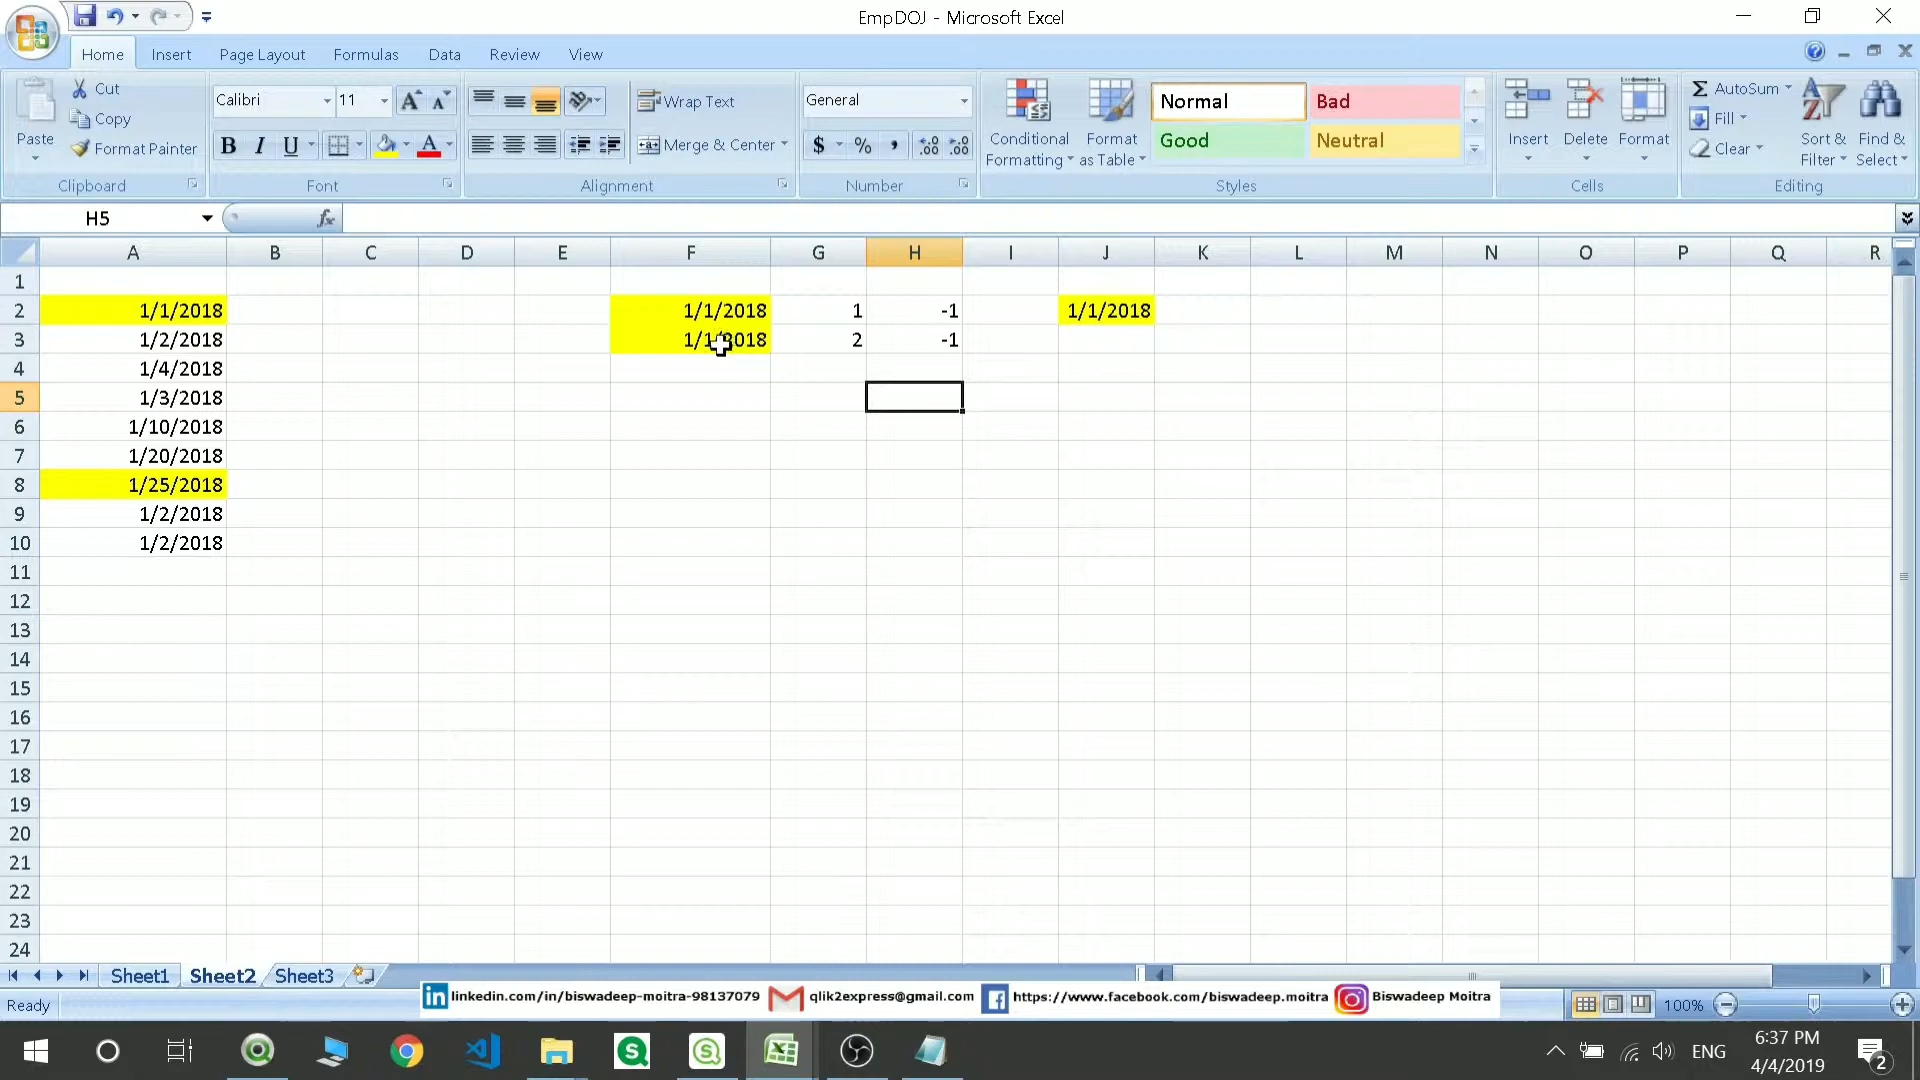 EmpDOJ - Microsoft Excel
Home Insert Page Layout Formulas Data Review View
Paste
Cut
Copy
Format Painter
Clipboard
Calibri 11
B I U A
Font
Wrap Text
Merge & Center
Alignment
General
$ % ,
Number
Conditional Formatting
Format as Table
Normal Bad
Good Neutral
Styles
Insert Delete Format
Cells
Σ AutoSum
Fill
Clear
Sort & Filter
Find & Select
Editing
H5 fx
A B C D E F G H I J K L M N O P Q R
1
2 1/1/2018 1/1/2018 1 -1 1/1/2018
3 1/2/2018 1/1/2018 2 -1
4 1/4/2018
5 1/3/2018
6 1/10/2018
7 1/20/2018
8 1/25/2018
9 1/2/2018
10 1/2/2018
11
12
13
14
15
16
17
18
19
20
21
22
23
24
Sheet1 Sheet2 Sheet3
Ready
linkedin.com/in/biswadeep-moitra-98137079 qlik2express@gmail.com https://www.facebook.com/biswadeep.moitra Biswadeep Moitra
100%
ENG
6:37 PM
4/4/2019
2